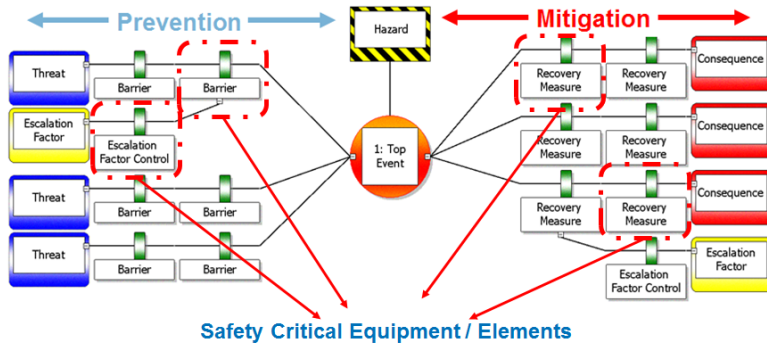 Prevention
Hazard
Mitigation
Threat
Barrier
Barrier
Recovery
Measure
Recovery
Measure
Consequence
Escalation
Factor
Escalation
Factor Control
1: Top
Event
Recovery
Measure
Recovery
Measure
Consequence
Threat
Barrier
Barrier
Recovery
Measure
Recovery
Measure
Consequence
Threat
Barrier
Barrier
Escalation
Factor Control
Escalation
Factor
Safety Critical Equipment / Elements